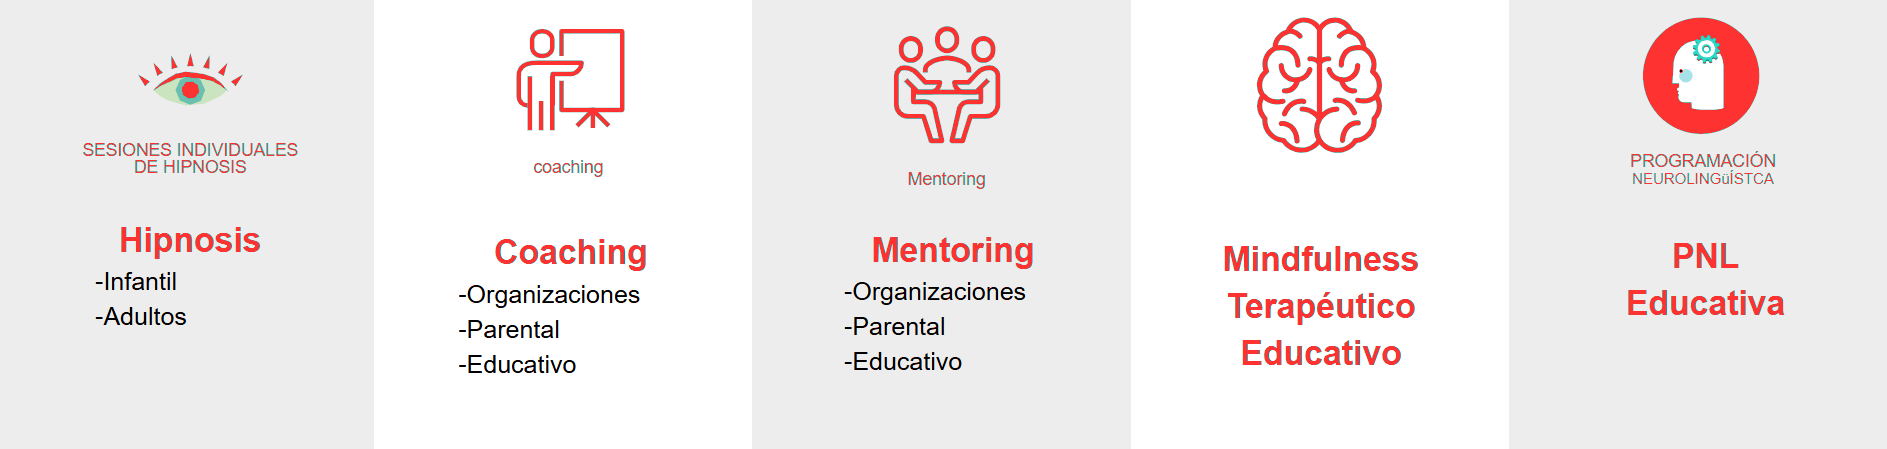 SESIONES INDIVIDUALES
DE HIPNOSIS
Hipnosis
-Infantil
-Adultos
coaching
Coaching
-Organizaciones
-Parental
-Educativo
Mentoring
Mentoring
-Organizaciones
-Parental
-Educativo
Mindfulness
Terapéutico
Educativo
PROGRAMACIÓN
NEUROLINGüÍSTCA
PNL
Educativa